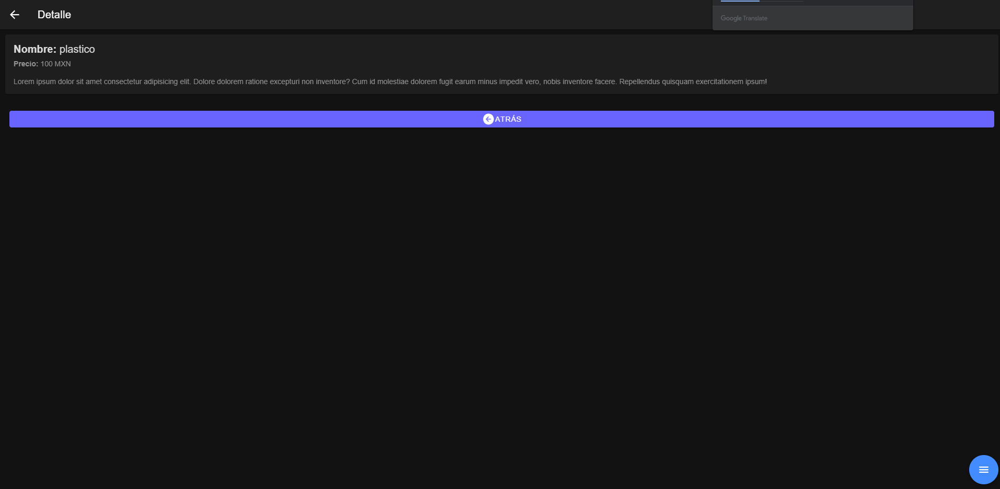 Detalle
Google Translate
Nombre: plastico
Precio: 100 MXN
Lorem ipsum dolor sit amet consectetur adipisicing elit. Dolore dolorem ratione excepturi non inventore? Cum id molestiae dolorem fugit earum minus impedit vero, nobis inventore facere. Repellendus quisquam exercitationem ipsum!
ATRÁS